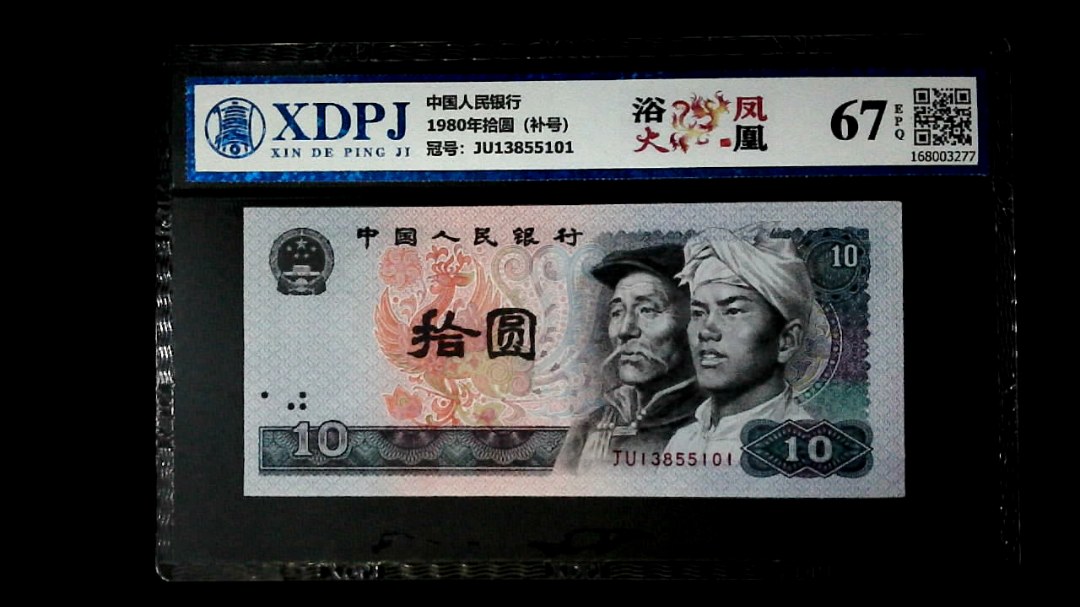 XDPJ
XIN DE PING JI
中国人民银行
1980年拾圆（补号）
冠号：JU13855101
浴火
凤凰
67
EPQ
168003277
中国人民银行
10
拾圆
10
JU13855101
10